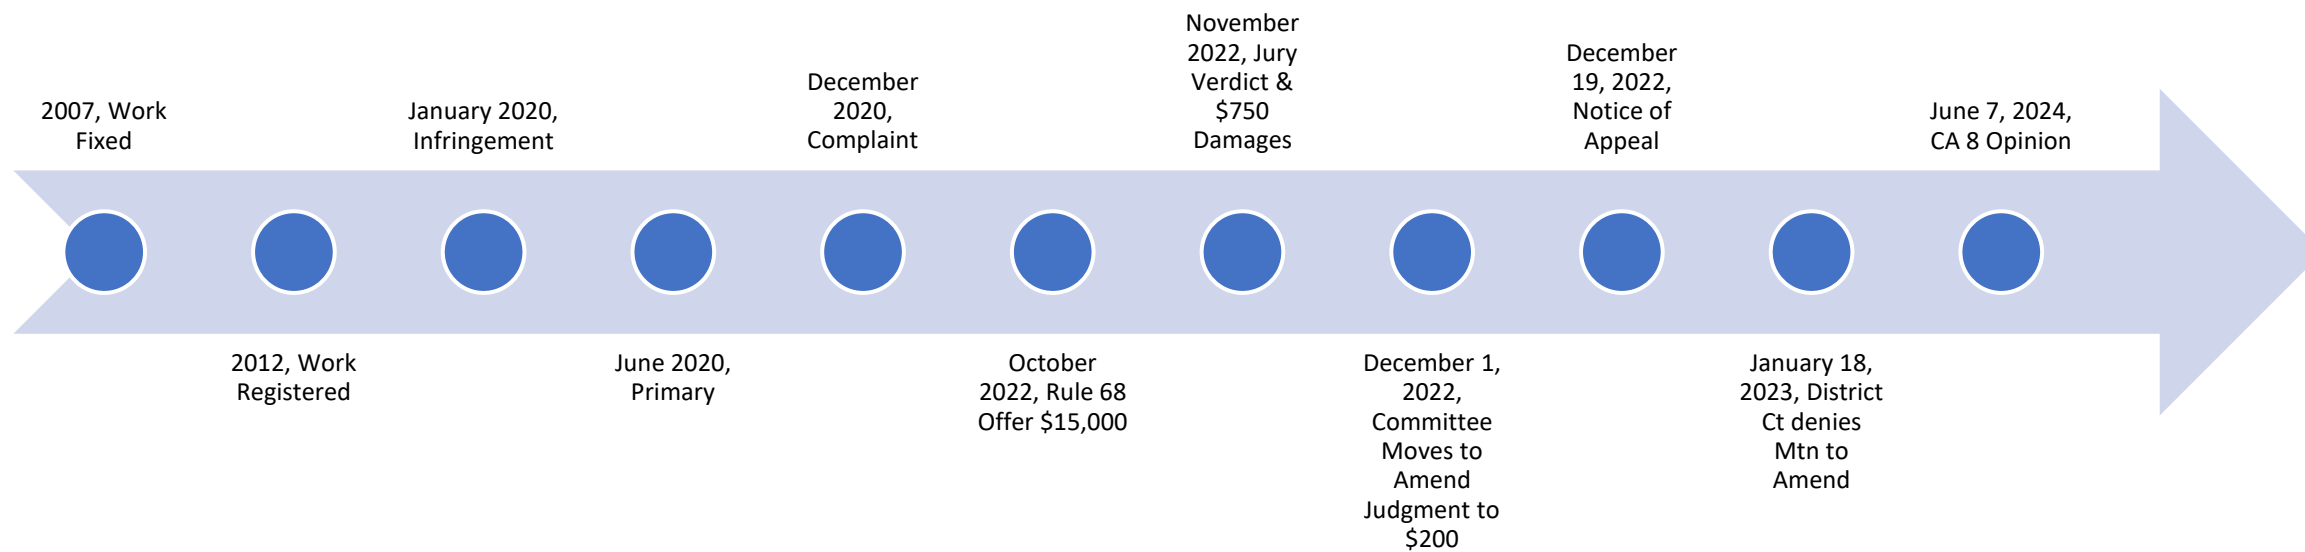 2007, Work
Fixed
2012, Work
Registered
January 2020,
Infringement
June 2020,
Primary
December
2020,
Complaint
October
2022, Rule 68
Offer $15,000
November
2022, Jury
Verdict &
$750
Damages
December 1,
2022,
Committee
Moves to
Amend
Judgment to
$200
December
19, 2022,
Notice of
Appeal
January 18,
2023, District
Ct denies
Mtn to
Amend
June 7, 2024,
CA 8 Opinion